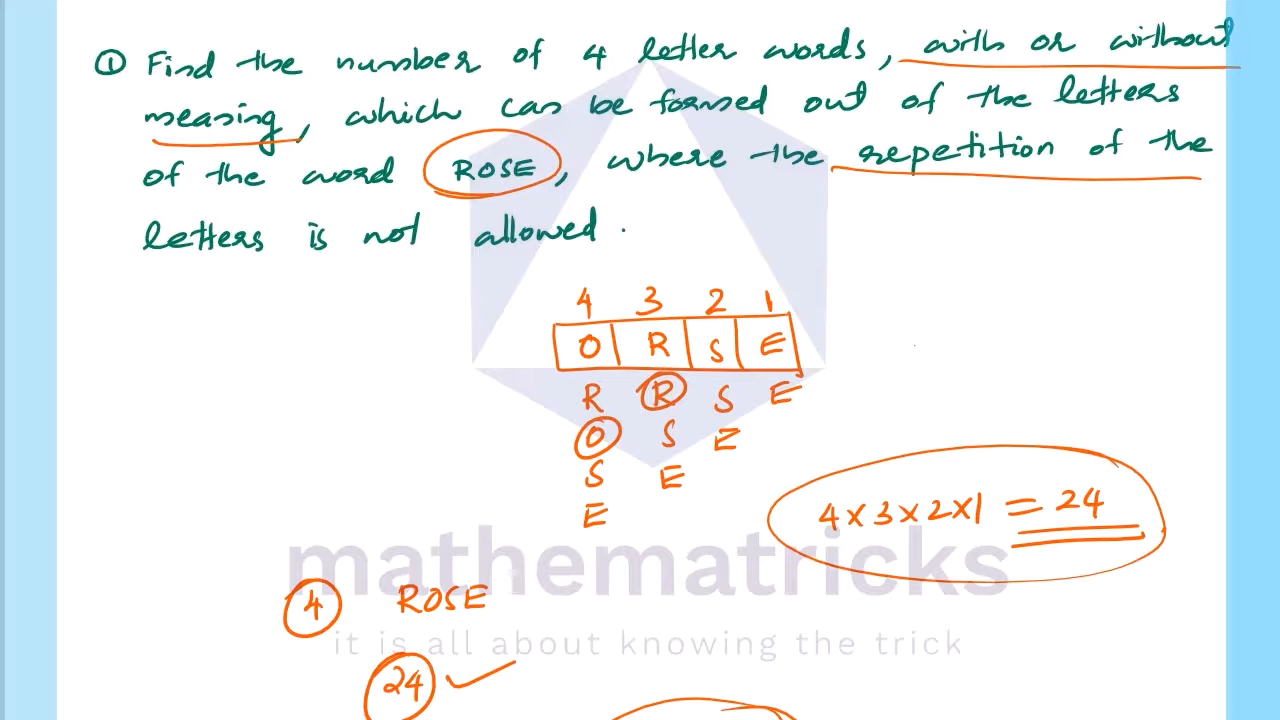 ① Find the number of 4 letter words, with or without
meaning, which can be formed out of the letters
of the word ROSE, where the repetition of the
letters is not allowed.
4 3 2 1
O R S E
R R S E
O S E
S E
E
4 x 3 x 2 x 1 = 24
mathematricks
4 ROSE
it is all about knowing the trick
24